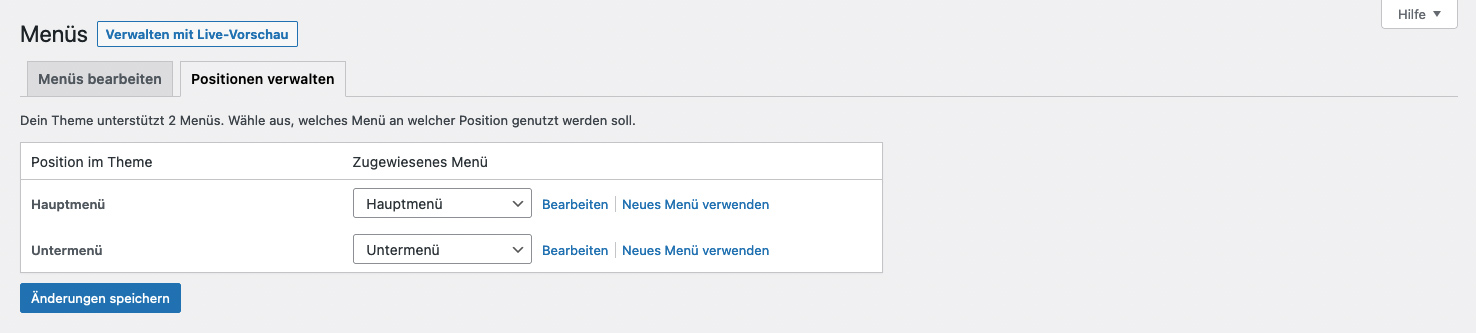 Hilfe
Menüs Verwalten mit Live-Vorschau
Menüs bearbeiten Positionen verwalten
Dein Theme unterstützt 2 Menüs. Wähle aus, welches Menü an welcher Position genutzt werden soll.
Position im Theme Zugewiesenes Menü
Hauptmenü Hauptmenü Bearbeiten Neues Menü verwenden
Untermenü Untermenü Bearbeiten Neues Menü verwenden
Änderungen speichern